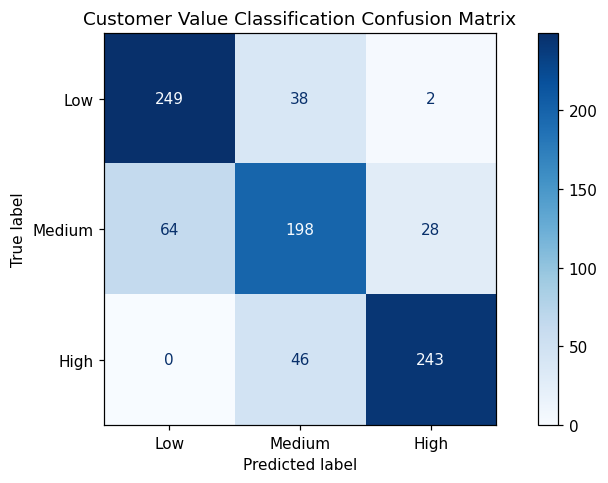 Customer Value Classification Confusion Matrix
True label
Low 249 38 2
Medium 64 198 28
High 0 46 243
Low Medium High
Predicted label
200
150
100
50
0